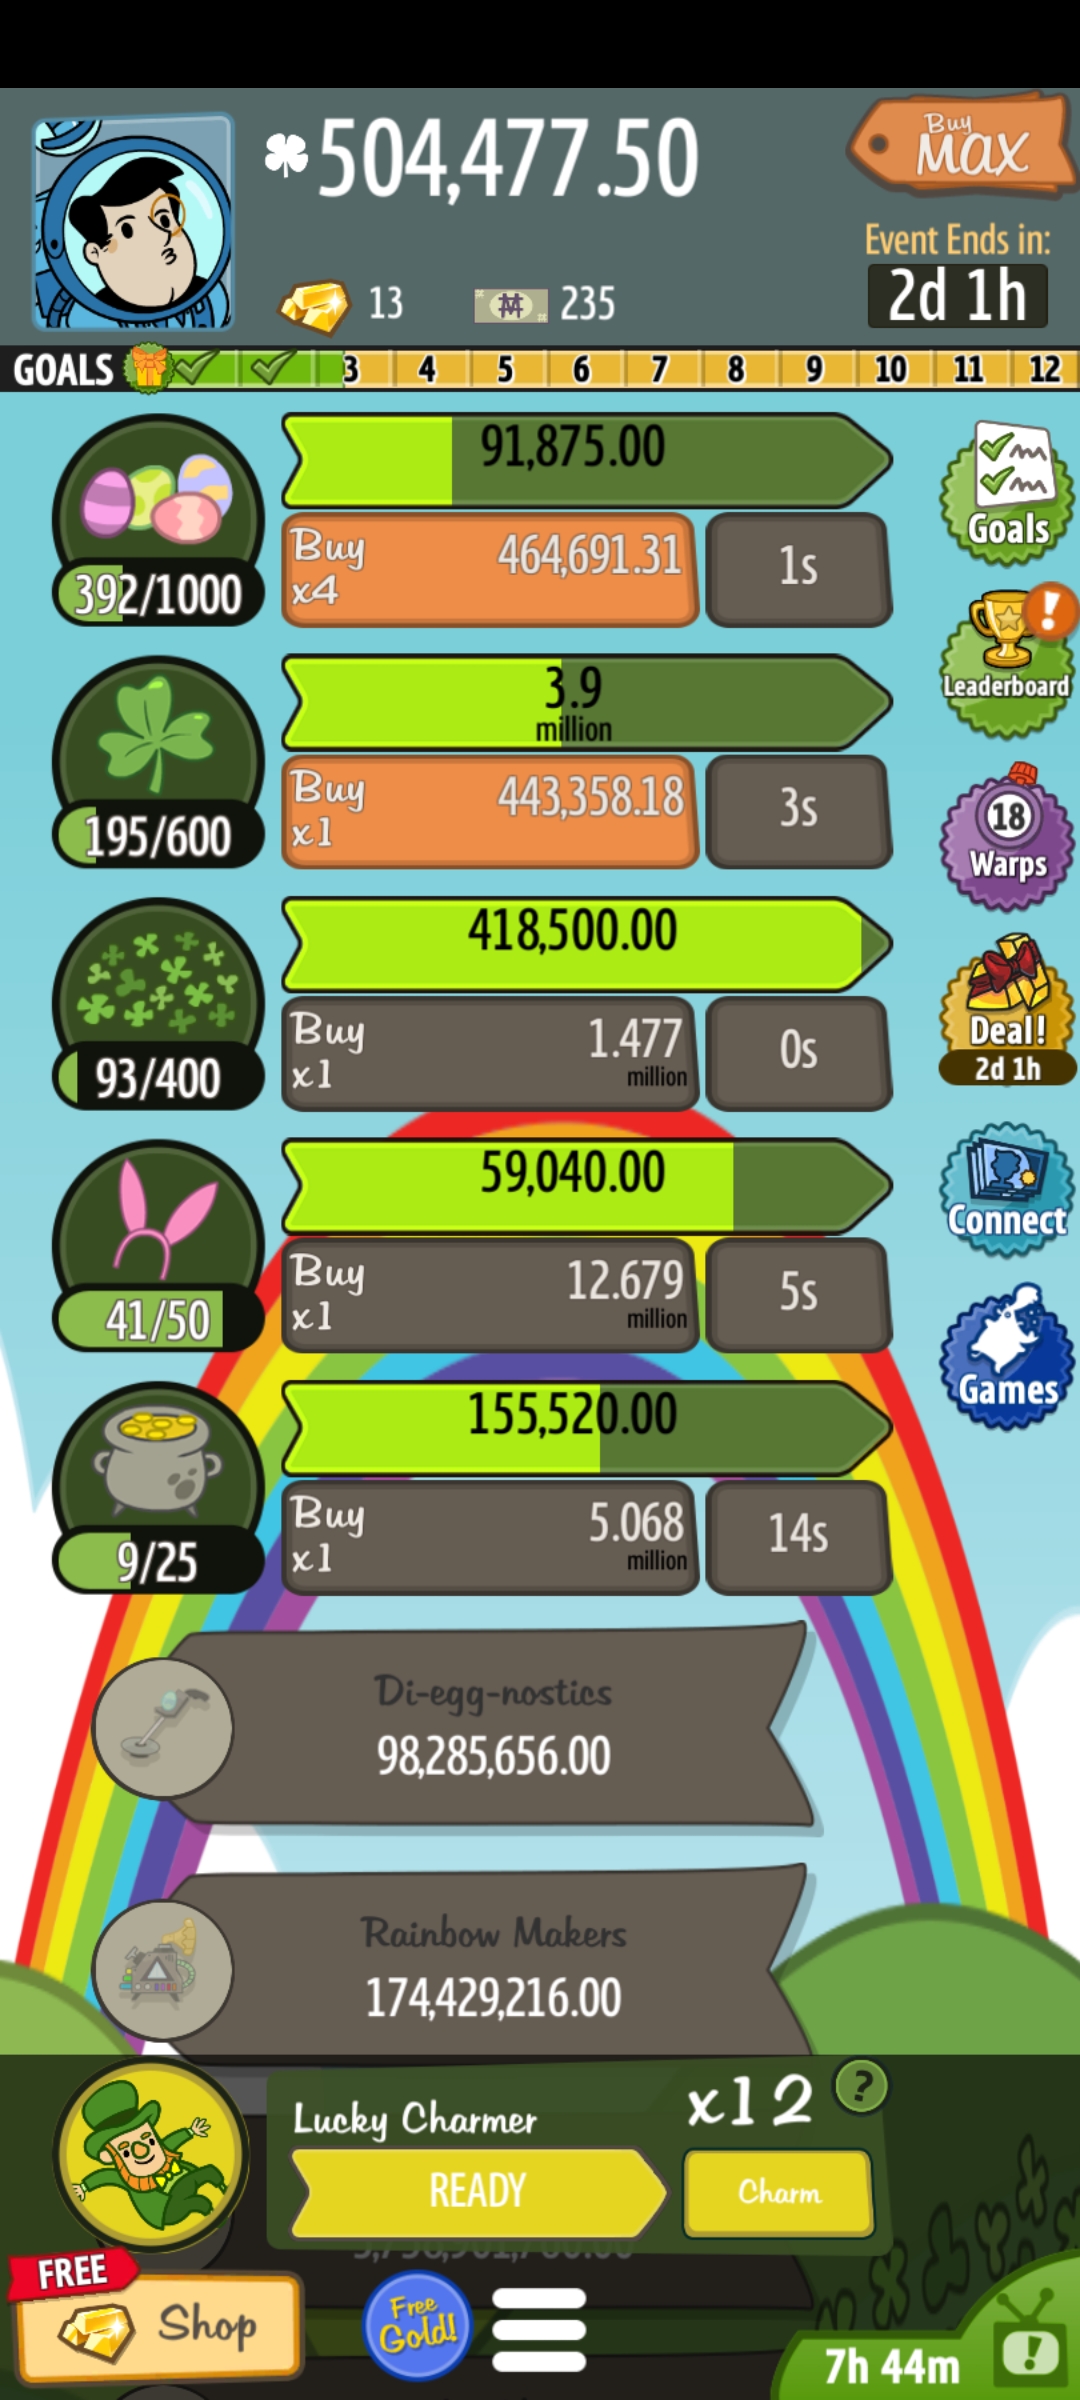 504,477.50
Buy
MAX
Event Ends in:
2d 1h
13
235
GOALS 3 4 5 6 7 8 9 10 11 12
91,875.00
Buy
x4
464,691.31
1s
392/1000
Goals
3.9
million
Buy
x1
443,358.18
3s
195/600
Leaderboard
!
18
Warps
418,500.00
Buy
x1
1.477
million
0s
93/400
Deal!
2d 1h
59,040.00
Buy
x1
12.679
million
5s
41/50
Connect
155,520.00
Buy
x1
5.068
million
14s
9/25
Games
Di-egg-nostics
98,285,656.00
Rainbow Makers
174,429,216.00
Lucky Charmer
x12
?
READY
Charm
FREE
Shop
Free
Gold!
7h 44m
!